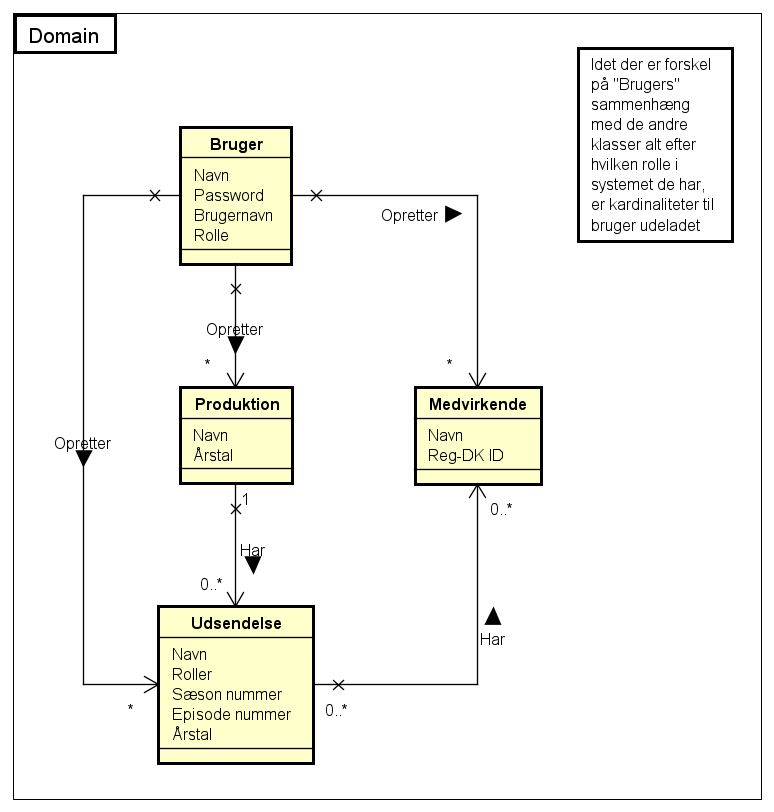 Domain
Idet der er forskel
på "Brugers"
sammenhæng
med de andre
klasser alt efter
hvilken rolle i
systemet de har,
er kardinaliteter til
bruger udeladet
Bruger
Navn
Password
Brugernavn
Rolle
Opretter
Opretter
*
*
Produktion
Navn
Årstal
Medvirkende
Navn
Reg-DK ID
Opretter
1
0..*
Har
0..*
Udsendelse
Navn
Roller
Sæson nummer
Episode nummer
Årstal
Har
*
0..*